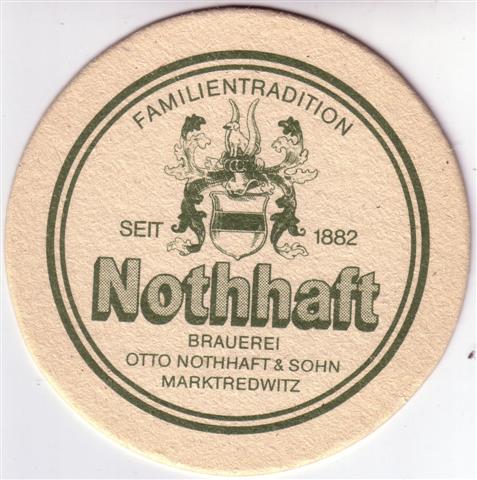 FAMILIENTRADITION
SEIT 1882
Nothhaft
BRAUEREI
OTTO NOTHHAFT & SOHN
MARKTREDWITZ